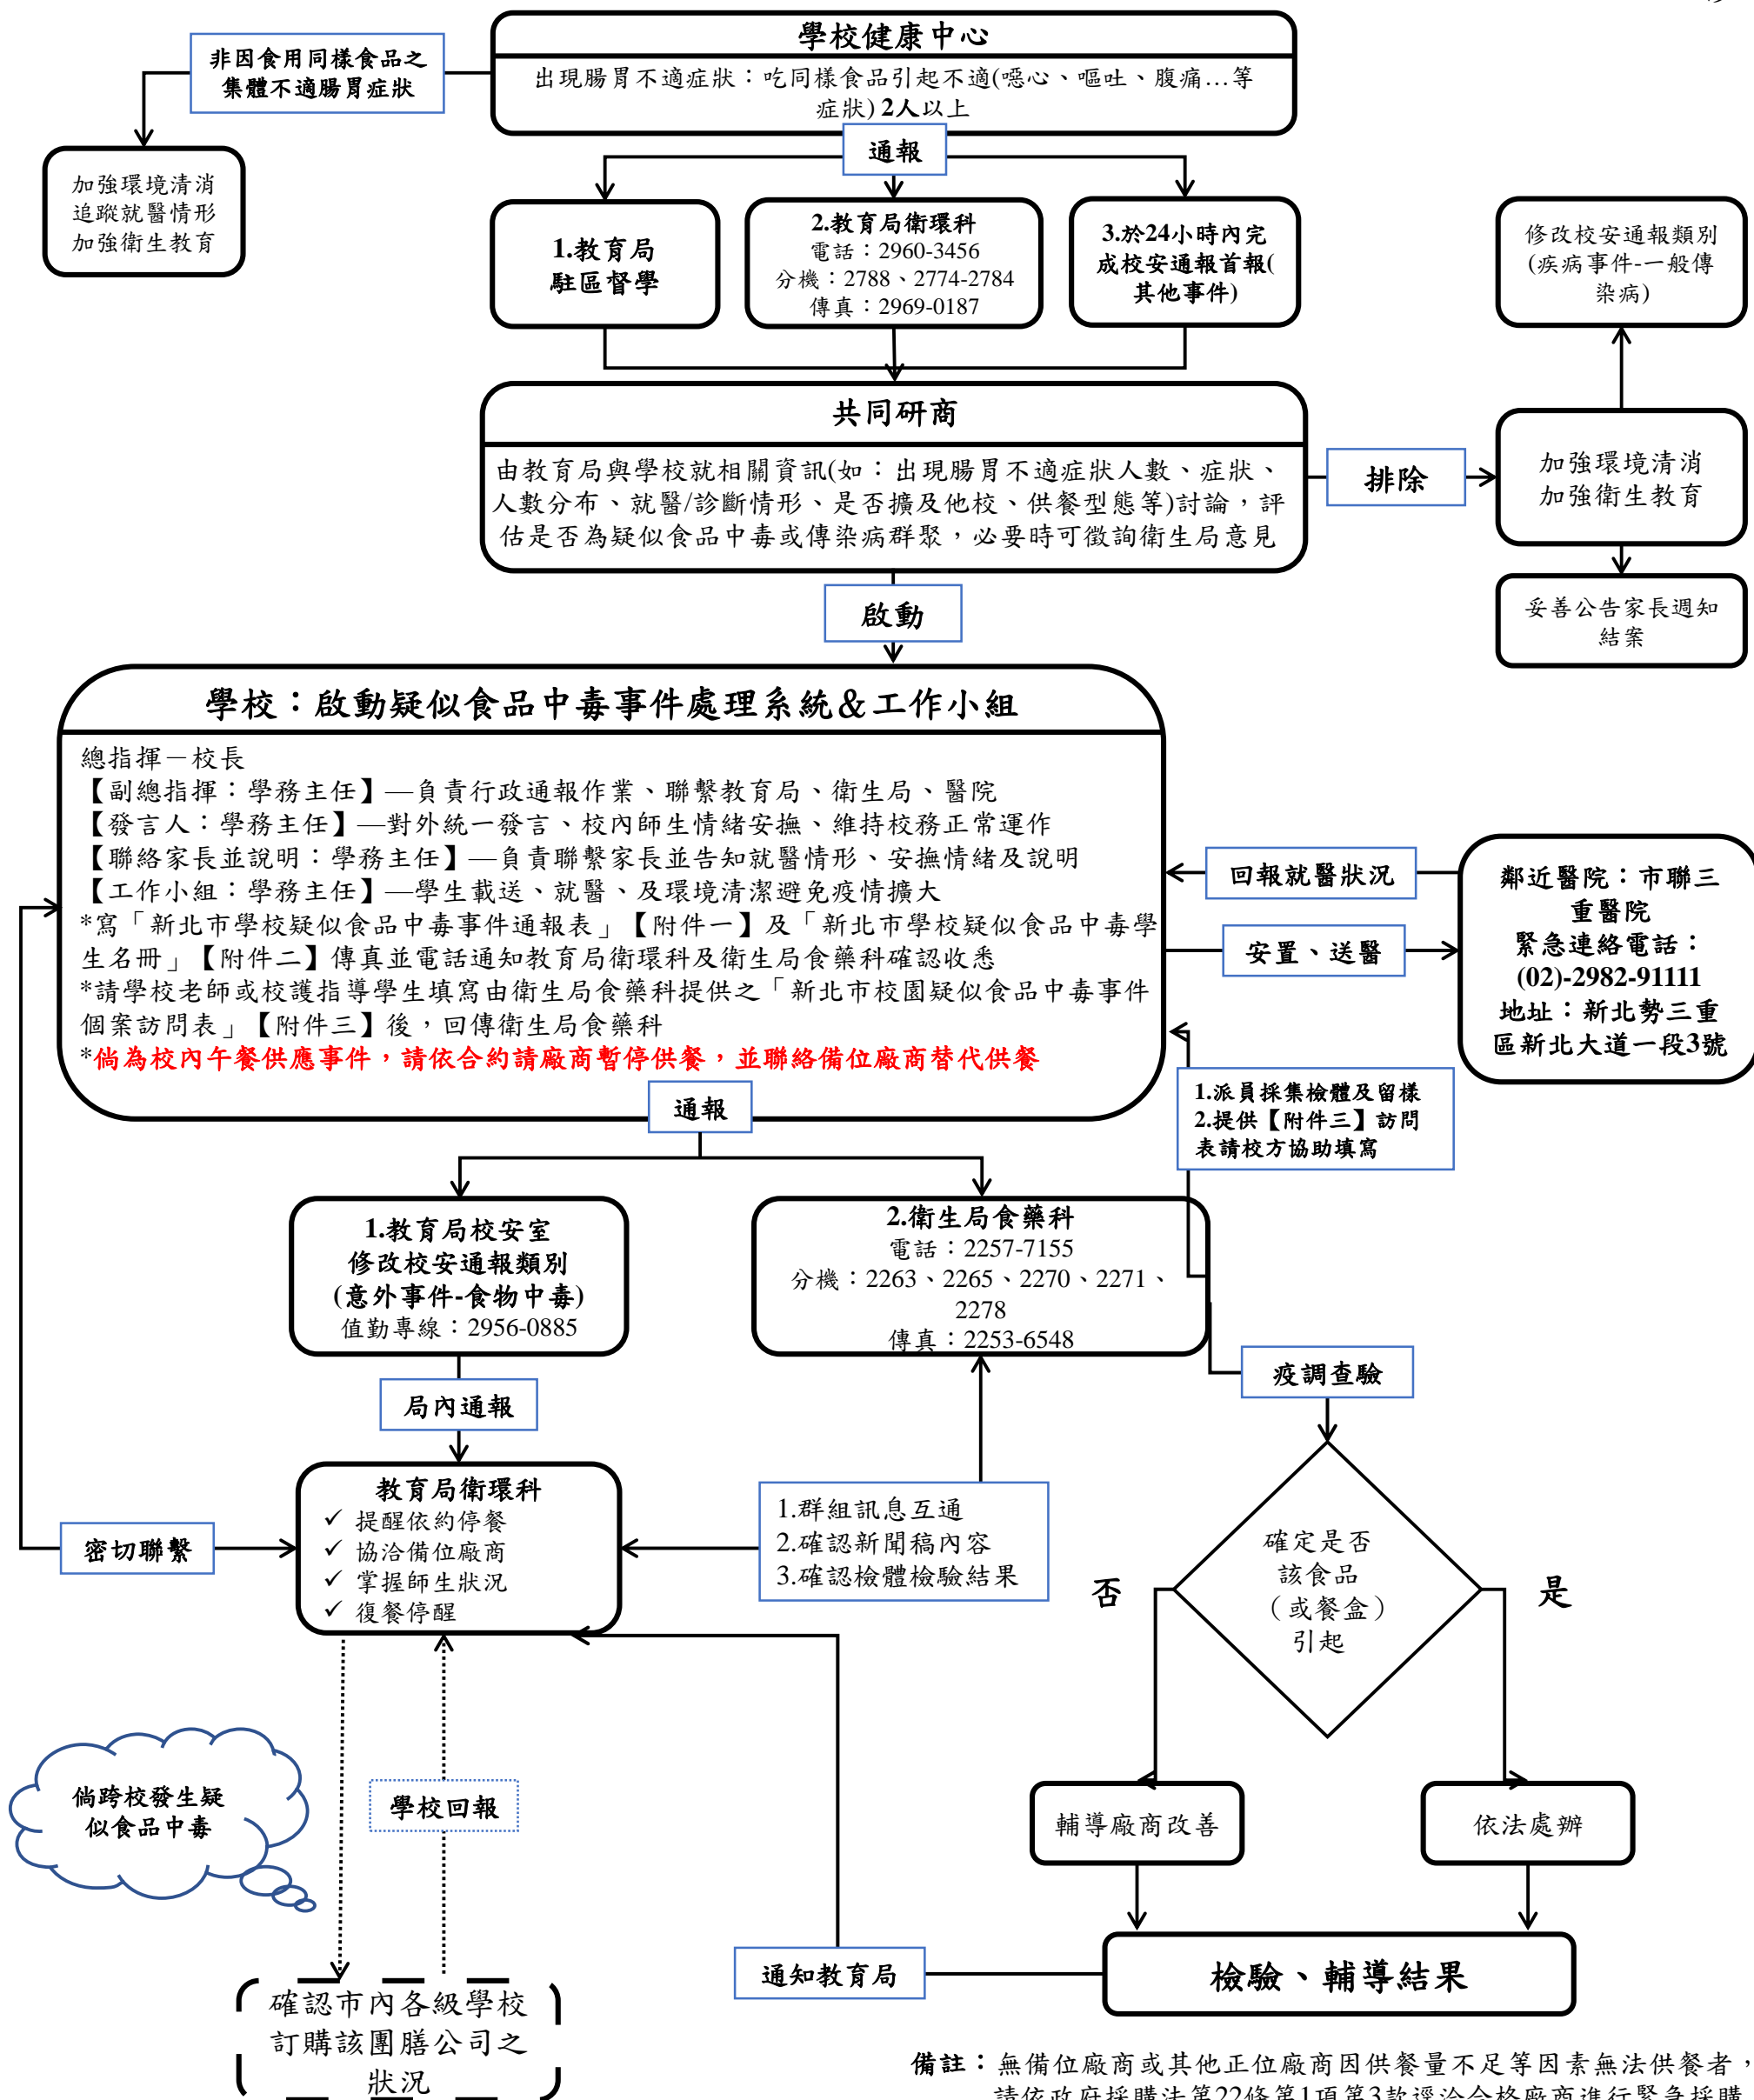 學校健康中心
出現腸胃不適症狀：吃同樣食品引起不適(噁心、嘔吐、腹痛…等
症狀) 2人以上
非因食用同樣食品之
集體不適腸胃症狀
加強環境清消
追蹤就醫情形
加強衛生教育
通報
1.教育局
駐區督學
2.教育局衛環科
電話：2960-3456
分機：2788、2774-2784
傳真：2969-0187
3.於24小時內完
成校安通報首報(
其他事件)
修改校安通報類別
(疾病事件-一般傳
染病)
共同研商
由教育局與學校就相關資訊(如：出現腸胃不適症狀人數、症狀、
人數分布、就醫/診斷情形、是否擴及他校、供餐型態等)討論，評
估是否為疑似食品中毒或傳染病群聚，必要時可徵詢衛生局意見
排除
加強環境清消
加強衛生教育
妥善公告家長週知
結案
啟動
學校：啟動疑似食品中毒事件處理系統&工作小組
總指揮－校長
【副總指揮：學務主任】—負責行政通報作業、聯繫教育局、衛生局、醫院
【發言人：學務主任】—對外統一發言、校內師生情緒安撫、維持校務正常運作
【聯絡家長並說明：學務主任】—負責聯繫家長並告知就醫情形、安撫情緒及說明
【工作小組：學務主任】—學生載送、就醫、及環境清潔避免疫情擴大
*寫「新北市學校疑似食品中毒事件通報表」【附件一】及「新北市學校疑似食品中毒學
生名冊」【附件二】傳真並電話通知教育局衛環科及衛生局食藥科確認收悉
*請學校老師或校護指導學生填寫由衛生局食藥科提供之「新北市校園疑似食品中毒事件
個案訪問表」【附件三】後，回傳衛生局食藥科
*倘為校內午餐供應事件，請依合約請廠商暫停供餐，並聯絡備位廠商替代供餐
回報就醫狀況
安置、送醫
鄰近醫院：市聯三
重醫院
緊急連絡電話：
(02)-2982-91111
地址：新北勢三重
區新北大道一段3號
1.派員採集檢體及留樣
2.提供【附件三】訪問
表請校方協助填寫
通報
1.教育局校安室
修改校安通報類別
(意外事件-食物中毒)
值勤專線：2956-0885
2.衛生局食藥科
電話：2257-7155
分機：2263、2265、2270、2271、
2278
傳真：2253-6548
疫調查驗
局內通報
教育局衛環科
✓ 提醒依約停餐
✓ 協洽備位廠商
✓ 掌握師生狀況
✓ 復餐停醒
密切聯繫
1.群組訊息互通
2.確認新聞稿內容
3.確認檢體檢驗結果
確定是否
該食品
（或餐盒）
引起
否
是
倘跨校發生疑
似食品中毒
學校回報
輔導廠商改善
依法處辦
通知教育局
檢驗、輔導結果
確認市內各級學校
訂購該團膳公司之
狀況
備註：無備位廠商或其他正位廠商因供餐量不足等因素無法供餐者，
請依政府採購法第22條第1項第3款逕洽合格廠商進行緊急採購